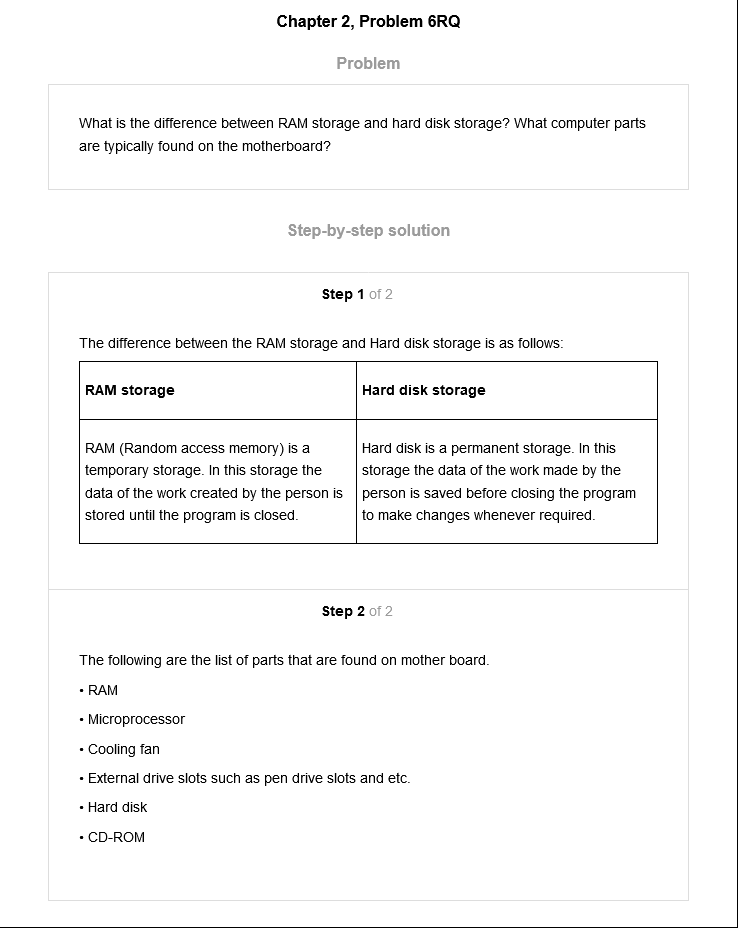 Chapter 2, Problem 6RQ
Problem
What is the difference between RAM storage and hard disk storage? What computer parts
are typically found on the motherboard?
Step-by-step solution
Step 1 of 2
The difference between the RAM storage and Hard disk storage is as follows:
RAM storage
Hard disk storage
RAM (Random access memory) is a
temporary storage. In this storage the
data of the work created by the person is
stored until the program is closed.
Hard disk is a permanent storage. In this
storage the data of the work made by the
person is saved before closing the program
to make changes whenever required.
Step 2 of 2
The following are the list of parts that are found on mother board.
• RAM
• Microprocessor
• Cooling fan
• External drive slots such as pen drive slots and etc.
• Hard disk
• CD-ROM